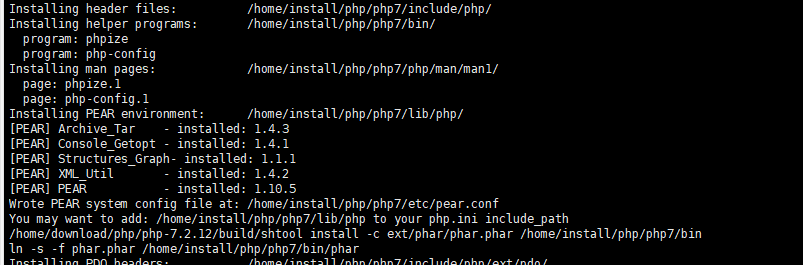 Installing header files: /home/install/php/php7/include/php/
Installing helper programs: /home/install/php/php7/bin/
program: phpize
program: php-config
Installing man pages: /home/install/php/php7/php/man/man1/
page: phpize.1
page: php-config.1
Installing PEAR environment: /home/install/php/php7/lib/php/
[PEAR] Archive_Tar - installed: 1.4.3
[PEAR] Console_Getopt - installed: 1.4.1
[PEAR] Structures_Graph- installed: 1.1.1
[PEAR] XML_Util - installed: 1.4.2
[PEAR] PEAR - installed: 1.10.5
Wrote PEAR system config file at: /home/install/php/php7/etc/pear.conf
You may want to add: /home/install/php/php7/lib/php to your php.ini include_path
/home/download/php/php-7.2.12/build/shtool install -c ext/phar/phar.phar /home/install/php/php7/bin
ln -s -f phar.phar /home/install/php/php7/bin/phar
Installing PDO headers: /home/install/php/php7/include/php/ext/pdo/